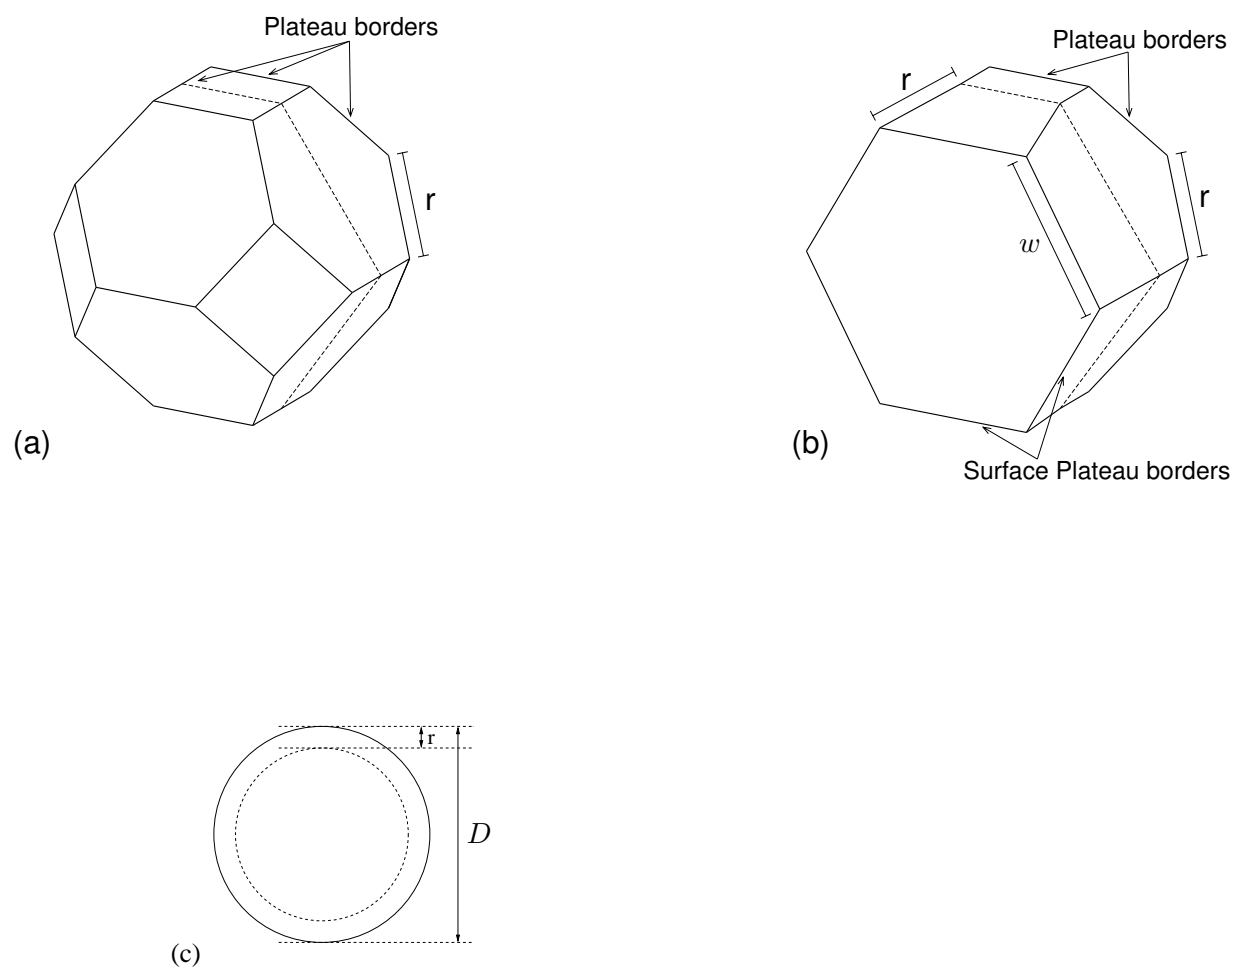 Plateau borders
r
(a)
Plateau borders
r
r
w
(b)
Surface Plateau borders
r
D
(c)